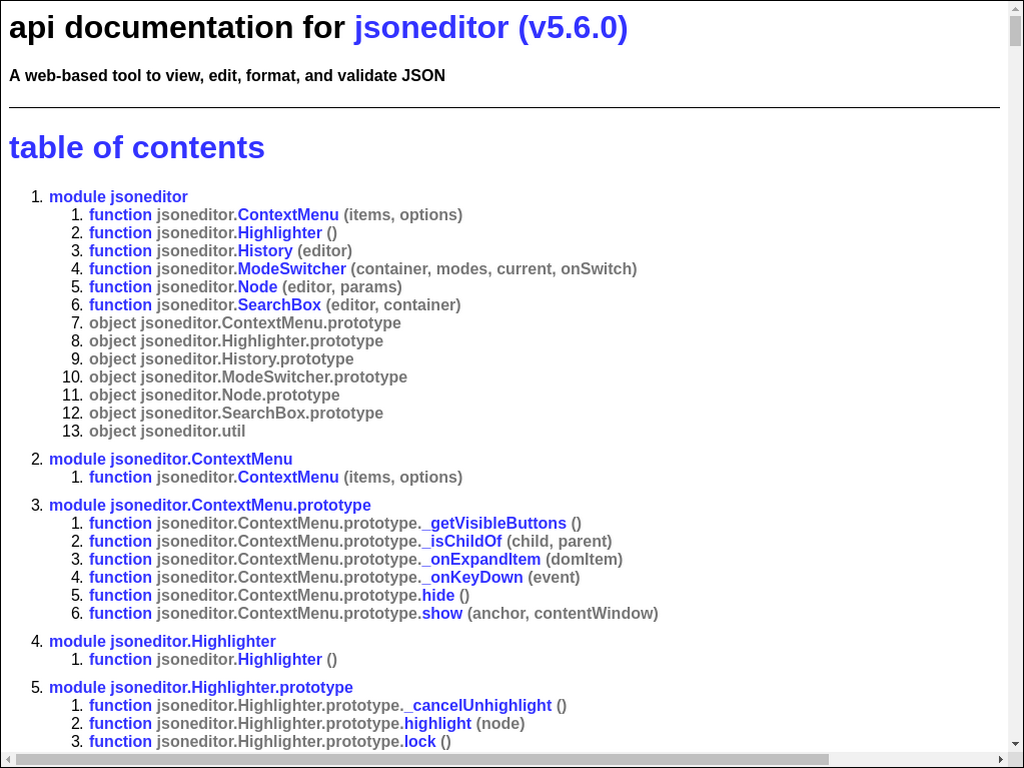 api documentation for jsoneditor (v5.6.0)
A web-based tool to view, edit, format, and validate JSON
table of contents
1. module jsoneditor
1. function jsoneditor.ContextMenu (items, options)
2. function jsoneditor.Highlighter ()
3. function jsoneditor.History (editor)
4. function jsoneditor.ModeSwitcher (container, modes, current, onSwitch)
5. function jsoneditor.Node (editor, params)
6. function jsoneditor.SearchBox (editor, container)
7. object jsoneditor.ContextMenu.prototype
8. object jsoneditor.Highlighter.prototype
9. object jsoneditor.History.prototype
10. object jsoneditor.ModeSwitcher.prototype
11. object jsoneditor.Node.prototype
12. object jsoneditor.SearchBox.prototype
13. object jsoneditor.util
2. module jsoneditor.ContextMenu
1. function jsoneditor.ContextMenu (items, options)
3. module jsoneditor.ContextMenu.prototype
1. function jsoneditor.ContextMenu.prototype._getVisibleButtons ()
2. function jsoneditor.ContextMenu.prototype._isChildOf (child, parent)
3. function jsoneditor.ContextMenu.prototype._onExpandItem (domItem)
4. function jsoneditor.ContextMenu.prototype._onKeyDown (event)
5. function jsoneditor.ContextMenu.prototype.hide ()
6. function jsoneditor.ContextMenu.prototype.show (anchor, contentWindow)
4. module jsoneditor.Highlighter
1. function jsoneditor.Highlighter ()
5. module jsoneditor.Highlighter.prototype
1. function jsoneditor.Highlighter.prototype._cancelUnhighlight ()
2. function jsoneditor.Highlighter.prototype.highlight (node)
3. function jsoneditor.Highlighter.prototype.lock ()